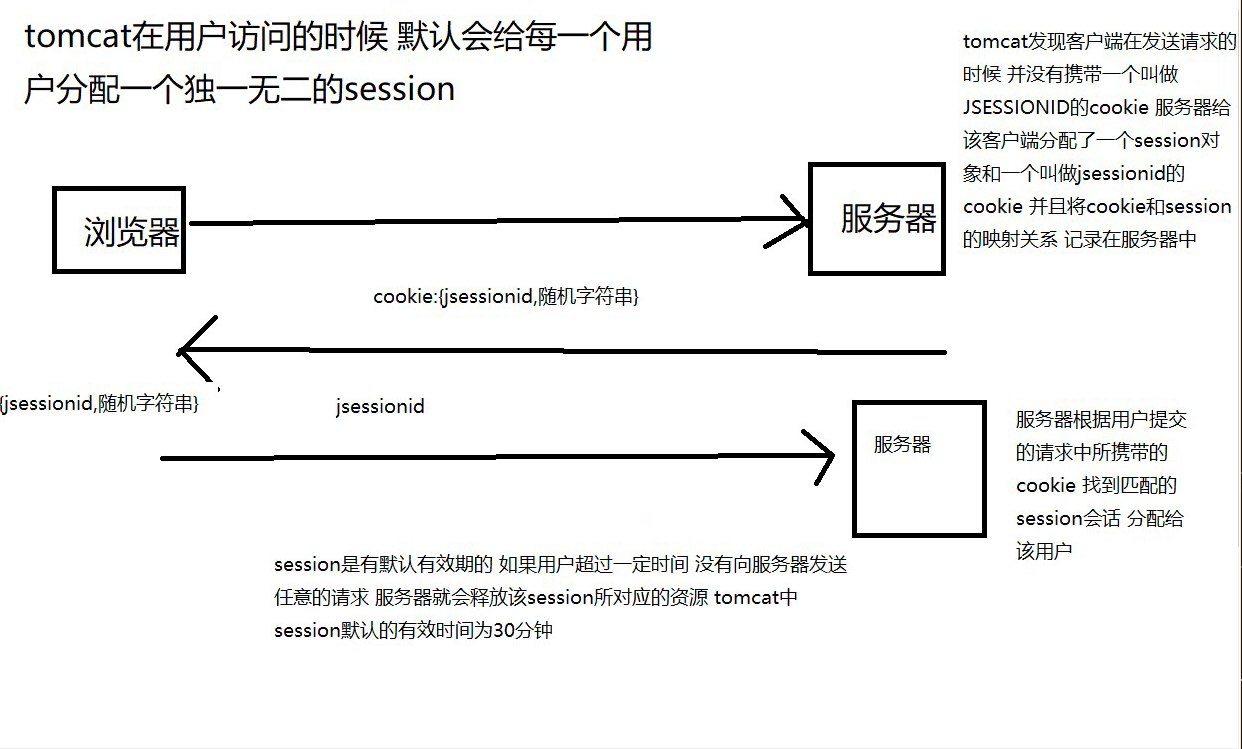 tomcat在用户访问的时候 默认会给每一个用
户分配一个独一无二的session
tomcat发现客户端在发送请求的
时候 并没有携带一个叫做
JSESSIONID的cookie 服务器给
该客户端分配了一个session对
象和一个叫做jsessionid的
cookie 并且将cookie和session
的映射关系 记录在服务器中
浏览器
服务器
cookie:{jsessionid,随机字符串}
{jsessionid,随机字符串}
jsessionid
服务器
服务器根据用户提交
的请求中所携带的
cookie 找到匹配的
session会话 分配给
该用户
session是有默认有效期的 如果用户超过一定时间 没有向服务器发送
任意的请求 服务器就会释放该session所对应的资源 tomcat中
session默认的有效时间为30分钟